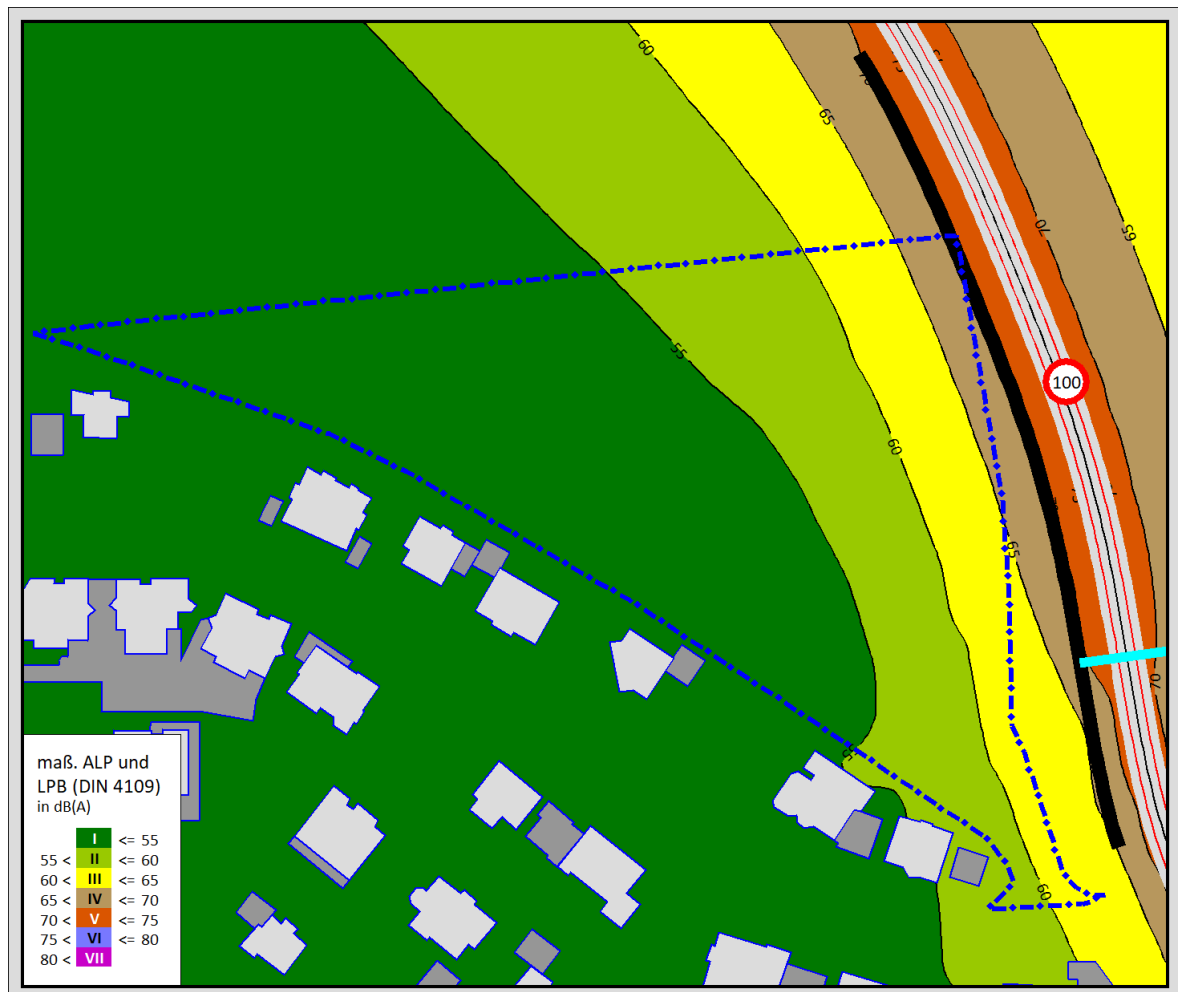 60
65
70
65
55
100
60
65
70
55
60
maß. ALP und
LPB (DIN 4109)
in dB(A)
I <= 55
55 < II <= 60
60 < III <= 65
65 < IV <= 70
70 < V <= 75
75 < VI <= 80
80 < VII